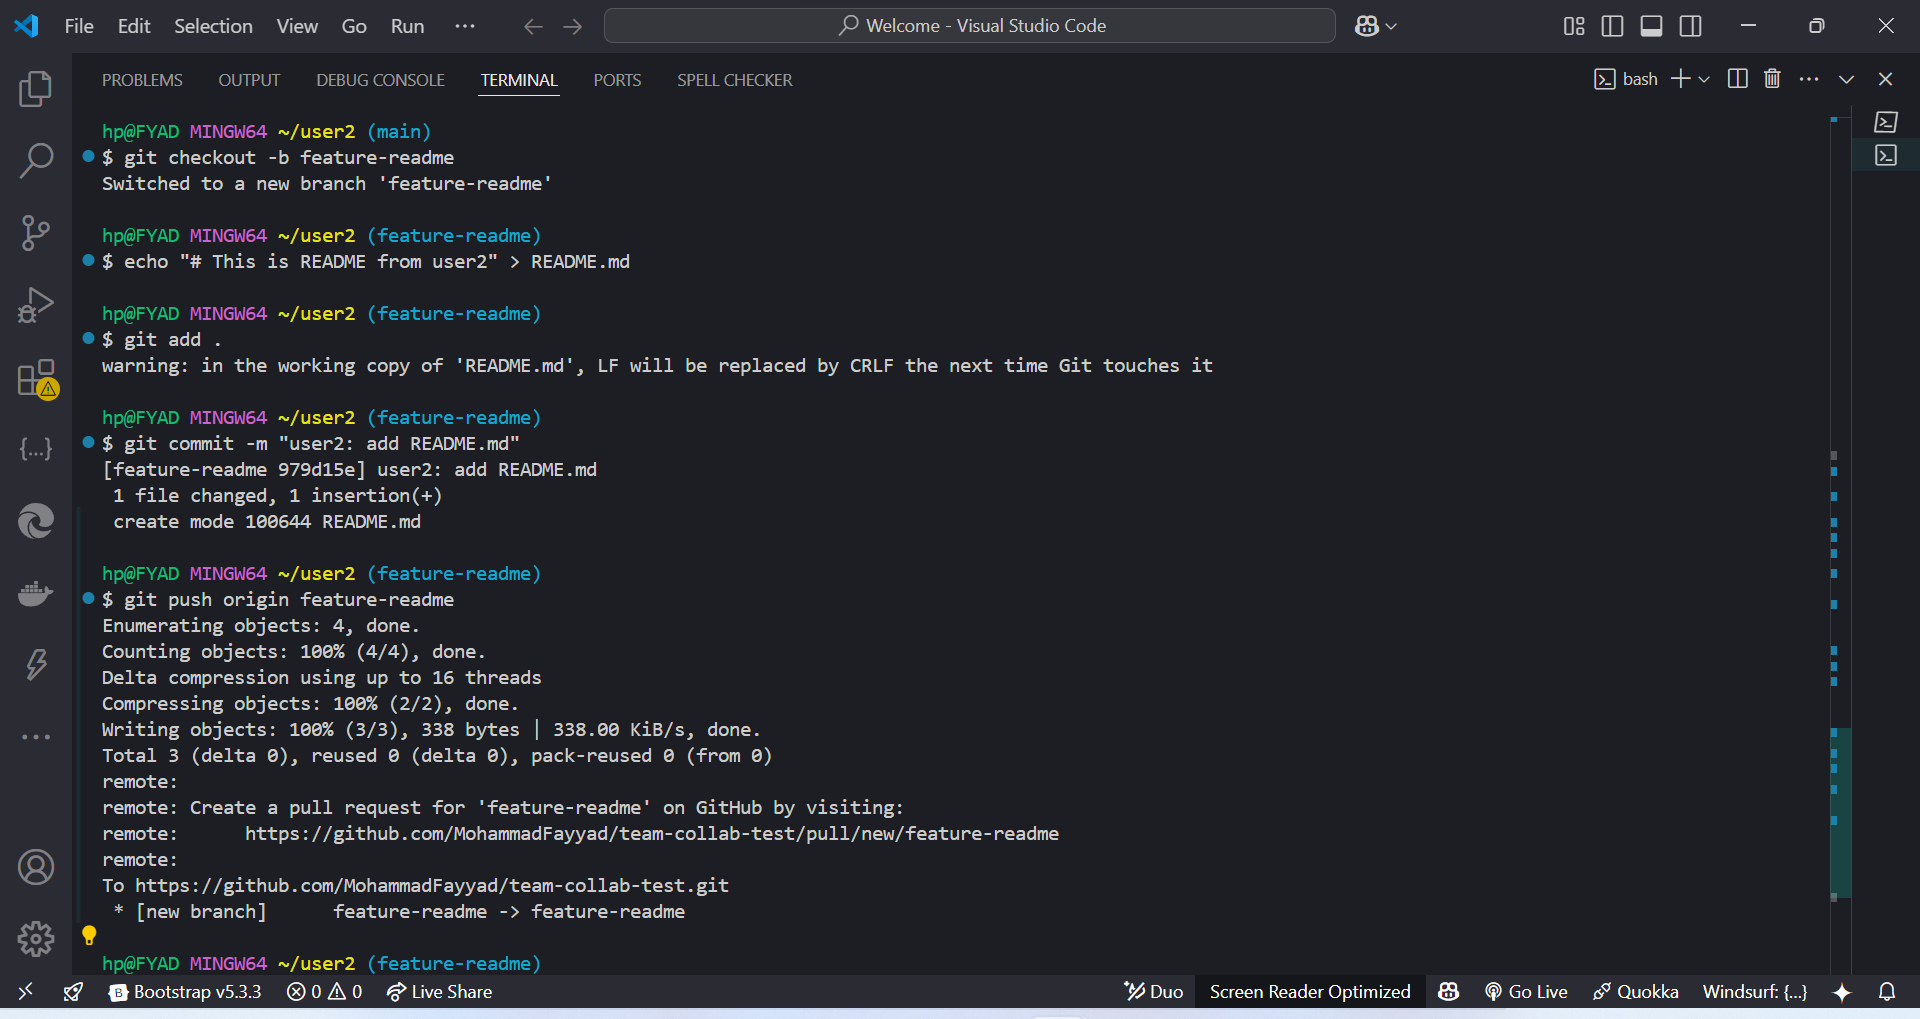 File Edit Selection View Go Run ··· Welcome - Visual Studio Code
PROBLEMS OUTPUT DEBUG CONSOLE TERMINAL PORTS SPELL CHECKER bash
hp@FYAD MINGW64 ~/user2 (main)
$ git checkout -b feature-readme
Switched to a new branch 'feature-readme'
hp@FYAD MINGW64 ~/user2 (feature-readme)
$ echo "# This is README from user2" > README.md
hp@FYAD MINGW64 ~/user2 (feature-readme)
$ git add .
warning: in the working copy of 'README.md', LF will be replaced by CRLF the next time Git touches it
hp@FYAD MINGW64 ~/user2 (feature-readme)
$ git commit -m "user2: add README.md"
[feature-readme 979d15e] user2: add README.md
 1 file changed, 1 insertion(+)
 create mode 100644 README.md
hp@FYAD MINGW64 ~/user2 (feature-readme)
$ git push origin feature-readme
Enumerating objects: 4, done.
Counting objects: 100% (4/4), done.
Delta compression using up to 16 threads
Compressing objects: 100% (2/2), done.
Writing objects: 100% (3/3), 338 bytes | 338.00 KiB/s, done.
Total 3 (delta 0), reused 0 (delta 0), pack-reused 0 (from 0)
remote:
remote: Create a pull request for 'feature-readme' on GitHub by visiting:
remote:      https://github.com/MohammadFayyad/team-collab-test/pull/new/feature-readme
remote:
To https://github.com/MohammadFayyad/team-collab-test.git
 * [new branch]      feature-readme -> feature-readme
hp@FYAD MINGW64 ~/user2 (feature-readme)
B Bootstrap v5.3.3 0 0 Live Share Duo Screen Reader Optimized Go Live Quokka Windsurf: {...}